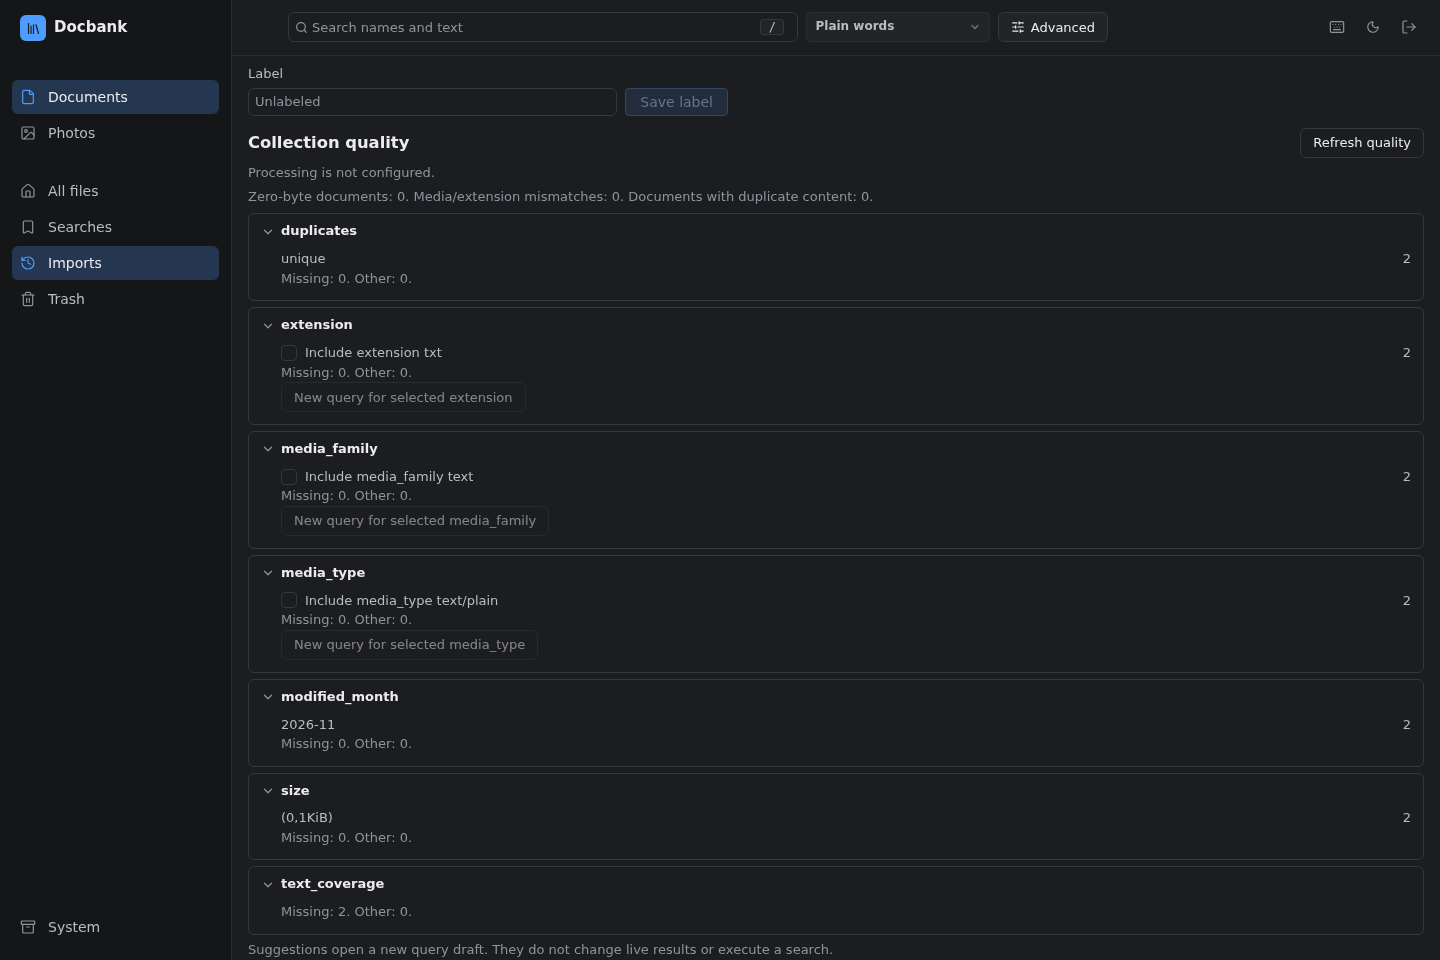 Docbank
Search names and text
/
Plain words
Advanced
Documents
Photos
All files
Searches
Imports
Trash
System
Label
Unlabeled
Save label
Collection quality
Refresh quality
Processing is not configured.
Zero-byte documents: 0. Media/extension mismatches: 0. Documents with duplicate content: 0.
duplicates
unique 2
Missing: 0. Other: 0.
extension
Include extension txt 2
Missing: 0. Other: 0.
New query for selected extension
media_family
Include media_family text 2
Missing: 0. Other: 0.
New query for selected media_family
media_type
Include media_type text/plain 2
Missing: 0. Other: 0.
New query for selected media_type
modified_month
2026-11 2
Missing: 0. Other: 0.
size
(0,1KiB) 2
Missing: 0. Other: 0.
text_coverage
Missing: 2. Other: 0.
Suggestions open a new query draft. They do not change live results or execute a search.